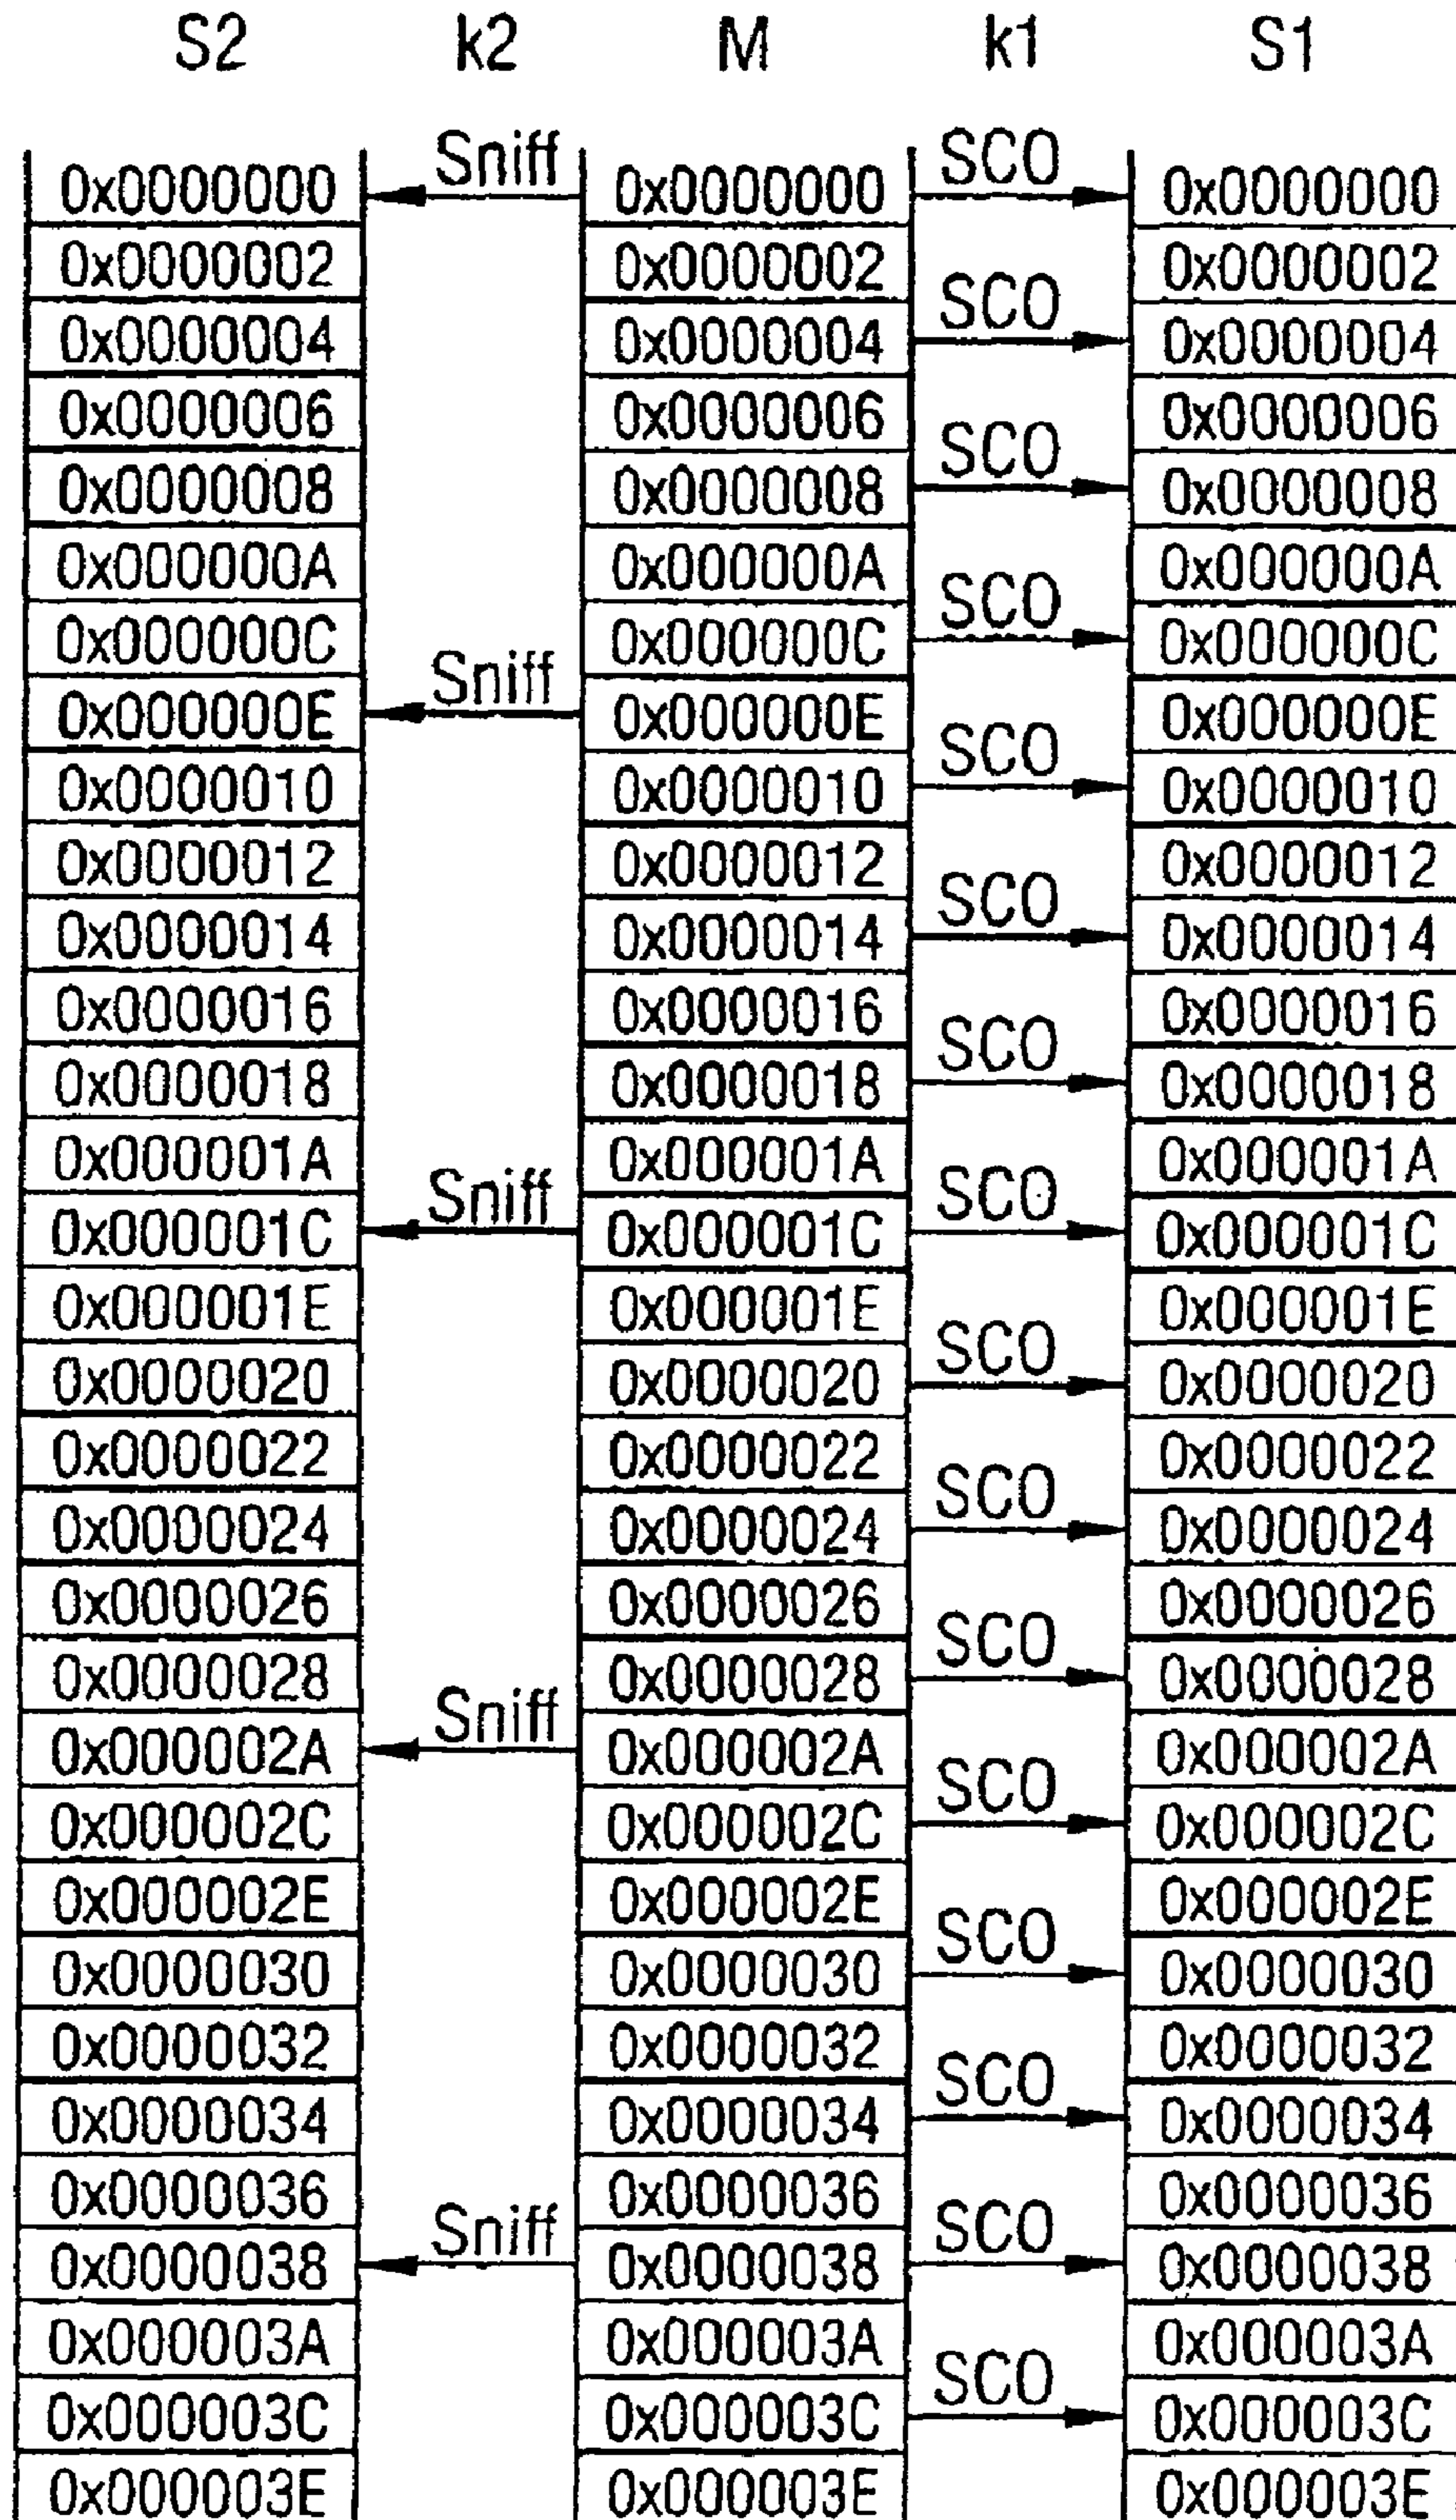 S2 k2 M k1 S1
Sniff SCO
0x0000000 0x0000000 0x0000000
0x0000002 0x0000002 0x0000002
SCO
0x0000004 0x0000004 0x0000004
0x0000006 0x0000006 0x0000006
SCO
0x0000008 0x0000008 0x0000008
0x000000A 0x000000A 0x000000A
SCO
0x000000C 0x000000C 0x000000C
Sniff
0x000000E 0x000000E 0x000000E
SCO
0x0000010 0x0000010 0x0000010
0x0000012 0x0000012 0x0000012
SCO
0x0000014 0x0000014 0x0000014
0x0000016 0x0000016 0x0000016
SCO
0x0000018 0x0000018 0x0000018
0x000001A 0x000001A 0x000001A
Sniff SCO
0x000001C 0x000001C 0x000001C
0x000001E 0x000001E 0x000001E
SCO
0x0000020 0x0000020 0x0000020
0x0000022 0x0000022 0x0000022
SCO
0x0000024 0x0000024 0x0000024
0x0000026 0x0000026 0x0000026
SCO
0x0000028 0x0000028 0x0000028
Sniff
0x000002A 0x000002A 0x000002A
SCO
0x000002C 0x000002C 0x000002C
0x000002E 0x000002E 0x000002E
SCO
0x0000030 0x0000030 0x0000030
0x0000032 0x0000032 0x0000032
SCO
0x0000034 0x0000034 0x0000034
0x0000036 0x0000036 0x0000036
Sniff SCO
0x0000038 0x0000038 0x0000038
0x000003A 0x000003A 0x000003A
SCO
0x000003C 0x000003C 0x000003C
0x000003E 0x000003E 0x000003E